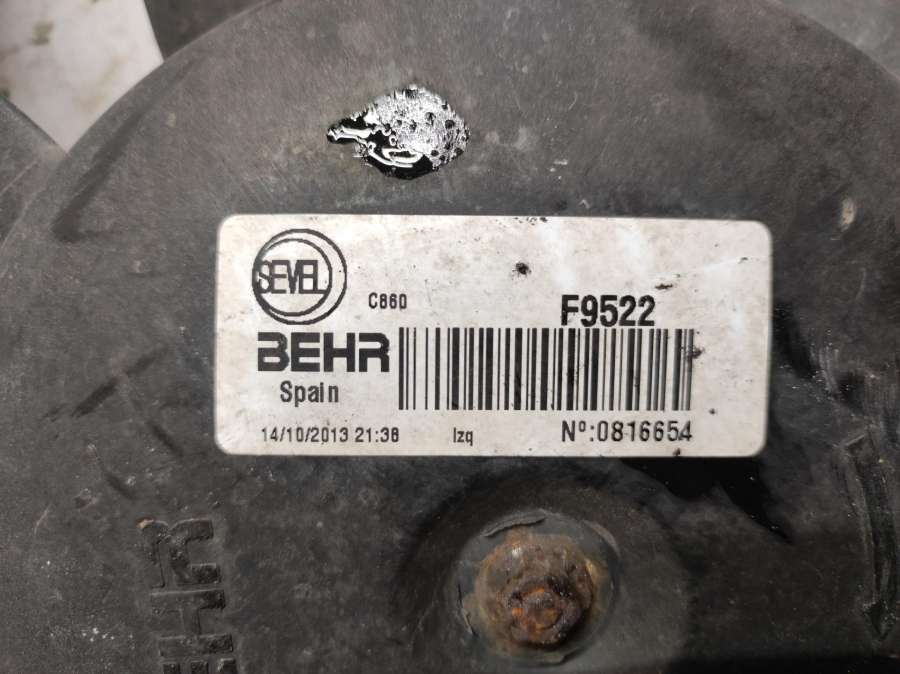 SEVEL
C860
F9522
BEHR
Spain
14/10/2013 21:38
Izq
Nº:0816654